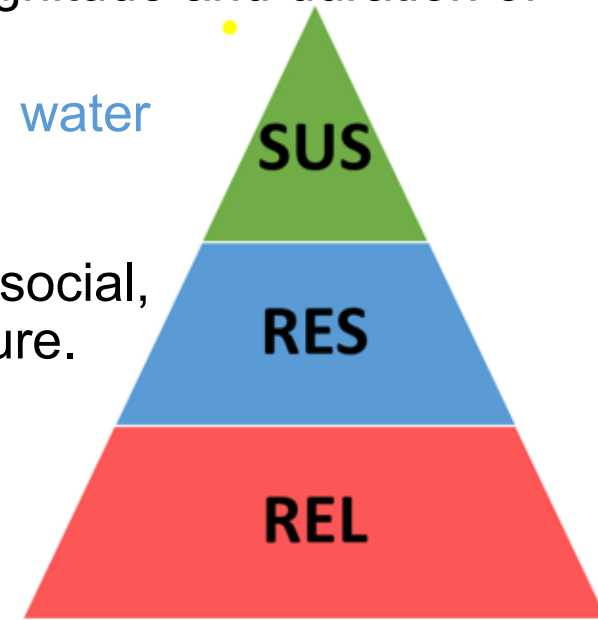 water
SUS
social,
ure.
RES
REL